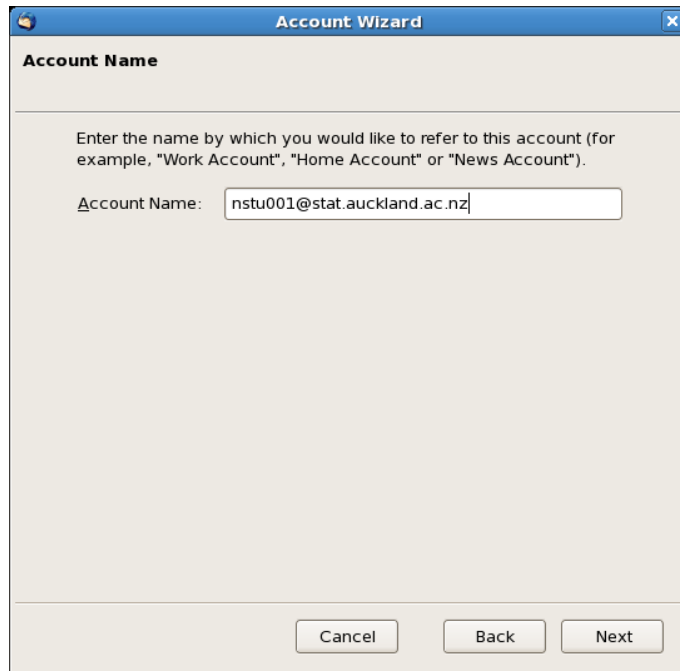 Account Wizard
Account Name
Enter the name by which you would like to refer to this account (for
example, "Work Account", "Home Account" or "News Account").
Account Name: nstu001@stat.auckland.ac.nz
Cancel Back Next